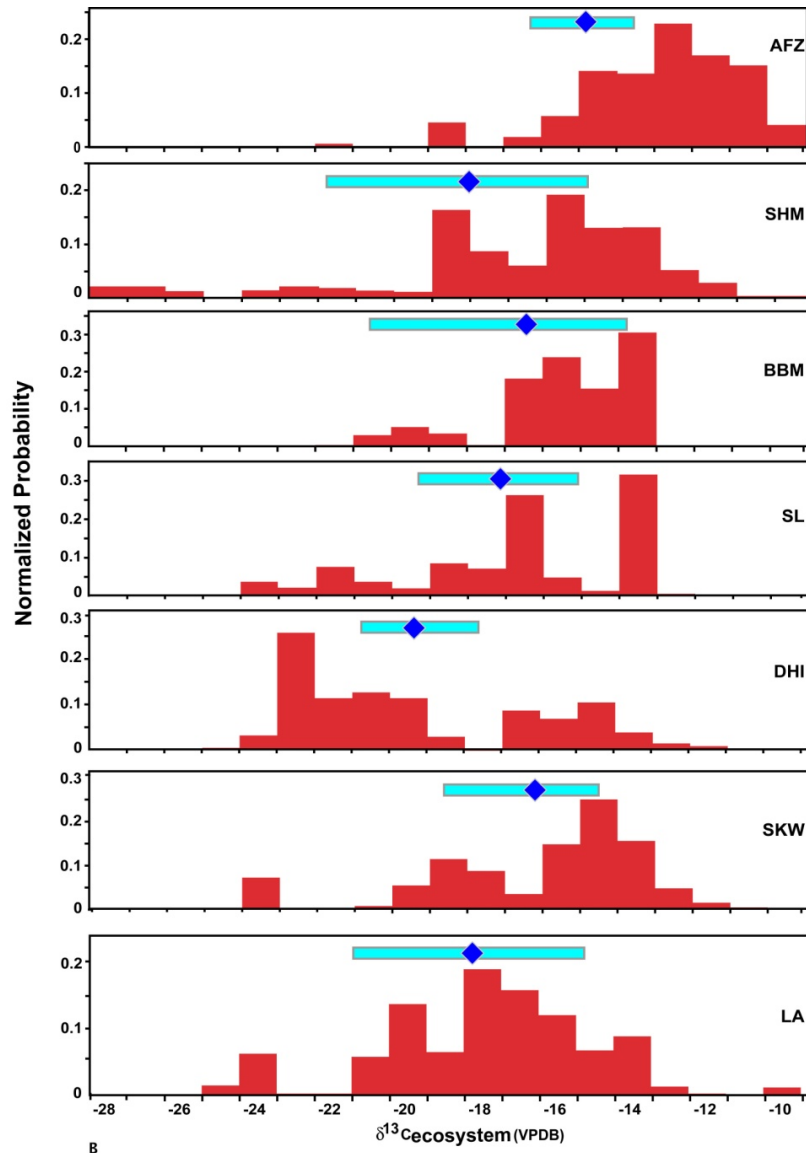 0.2
0.1
0
AFZ
0.2
0.1
0
SHM
0.3
0.2
0.1
0
BBM
0.3
0.2
0.1
0
SL
0.3
0.2
0.1
0
DHI
0.3
0.2
0.1
0
SKW
0.2
0.1
0
LA
Normalized Probability
-28 -26 -24 -22 -20 -18 -16 -14 -12 -10
δ¹³Cecosystem (VPDB)
B